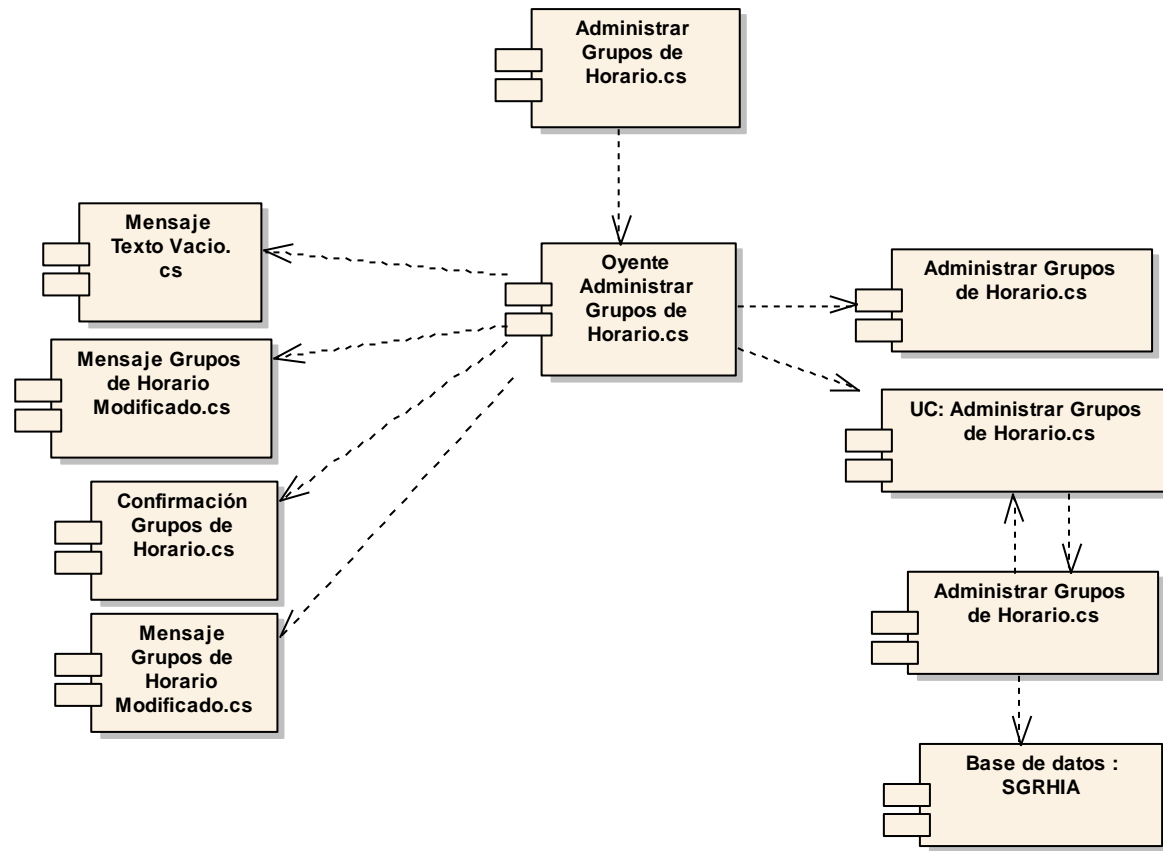 Administrar
Grupos de
Horario.cs
Mensaje
Texto Vacio.
cs
Oyente
Administrar
Grupos de
Horario.cs
Administrar Grupos
de Horario.cs
Mensaje Grupos
de Horario
Modificado.cs
UC: Administrar Grupos
de Horario.cs
Confirmación
Grupos de
Horario.cs
Administrar Grupos
de Horario.cs
Mensaje
Grupos de
Horario
Modificado.cs
Base de datos :
SGRHIA